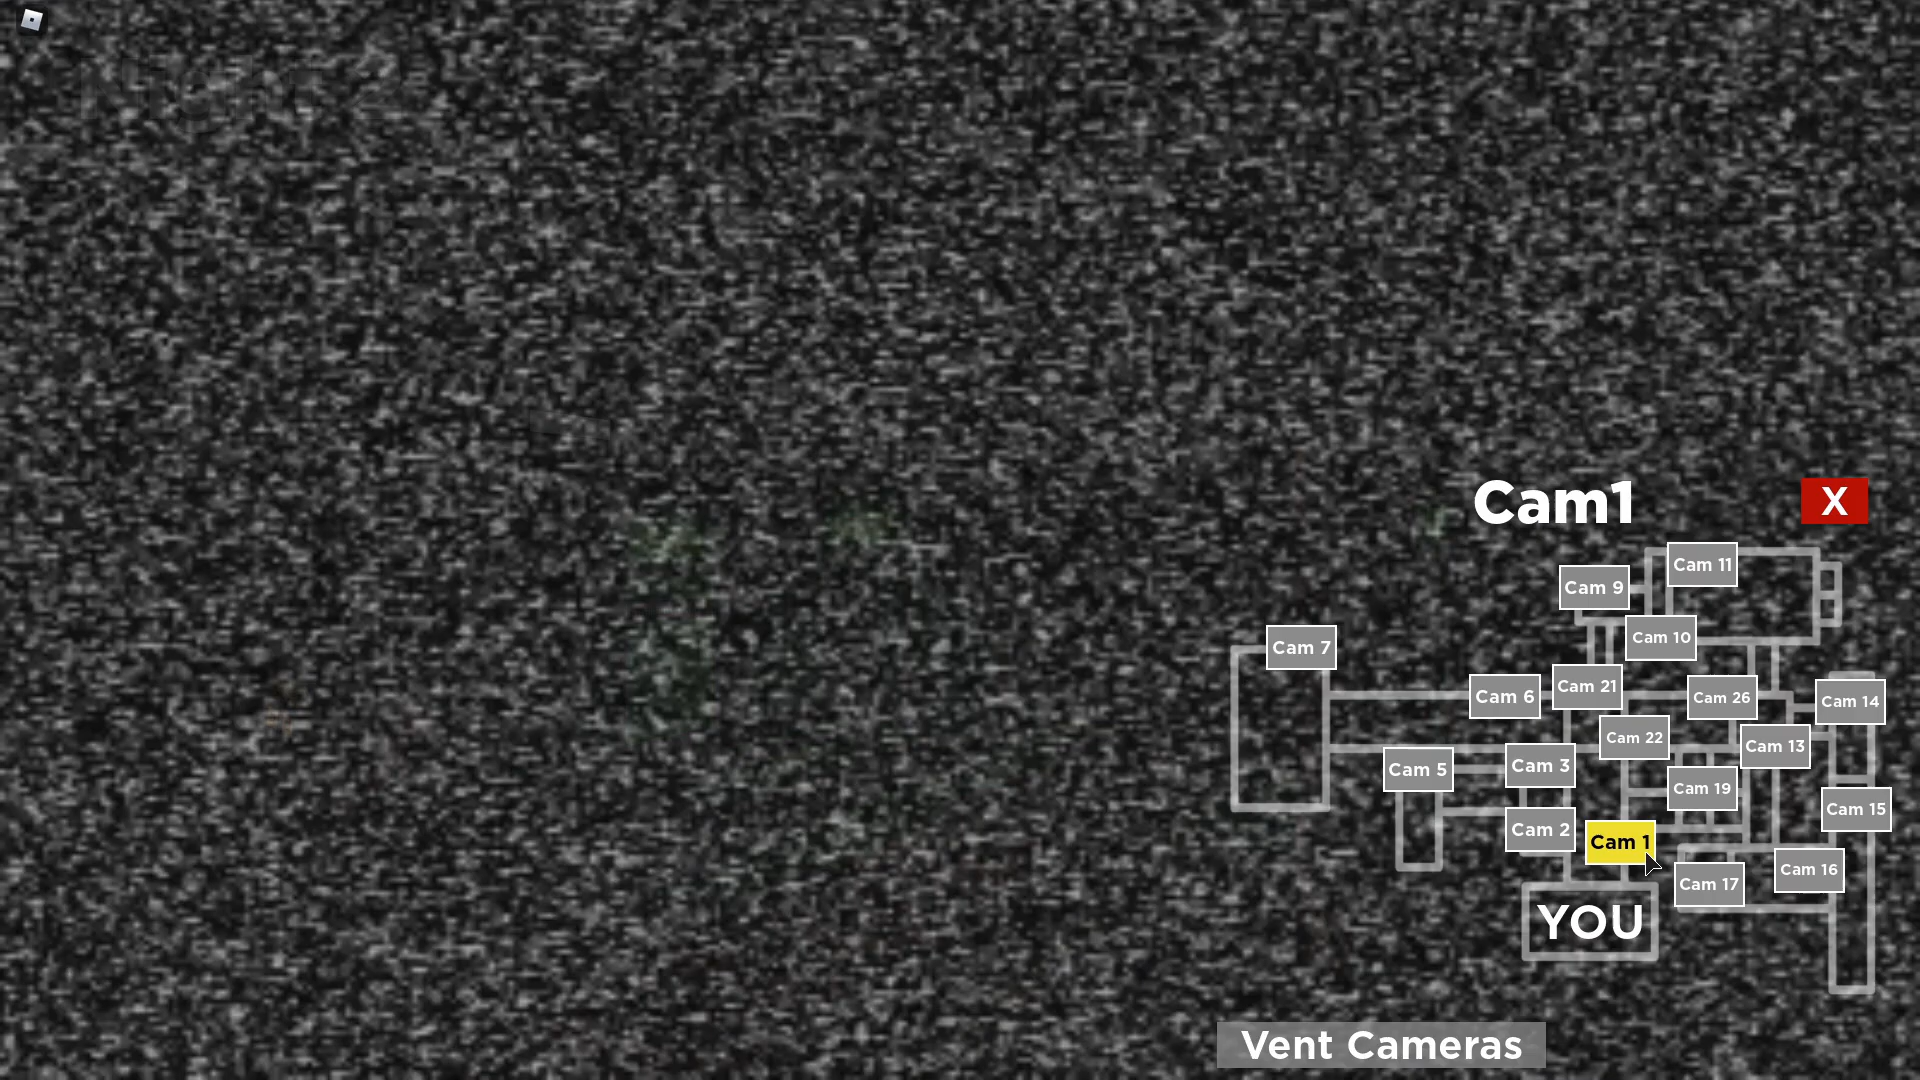 Night 2
Cam1
X
Cam 11
Cam 9
Cam 10
Cam 7
Cam 21
Cam 6
Cam 26
Cam 14
Cam 22
Cam 13
Cam 3
Cam 5
Cam 19
Cam 15
Cam 2
Cam 1
Cam 16
Cam 17
YOU
Vent Cameras